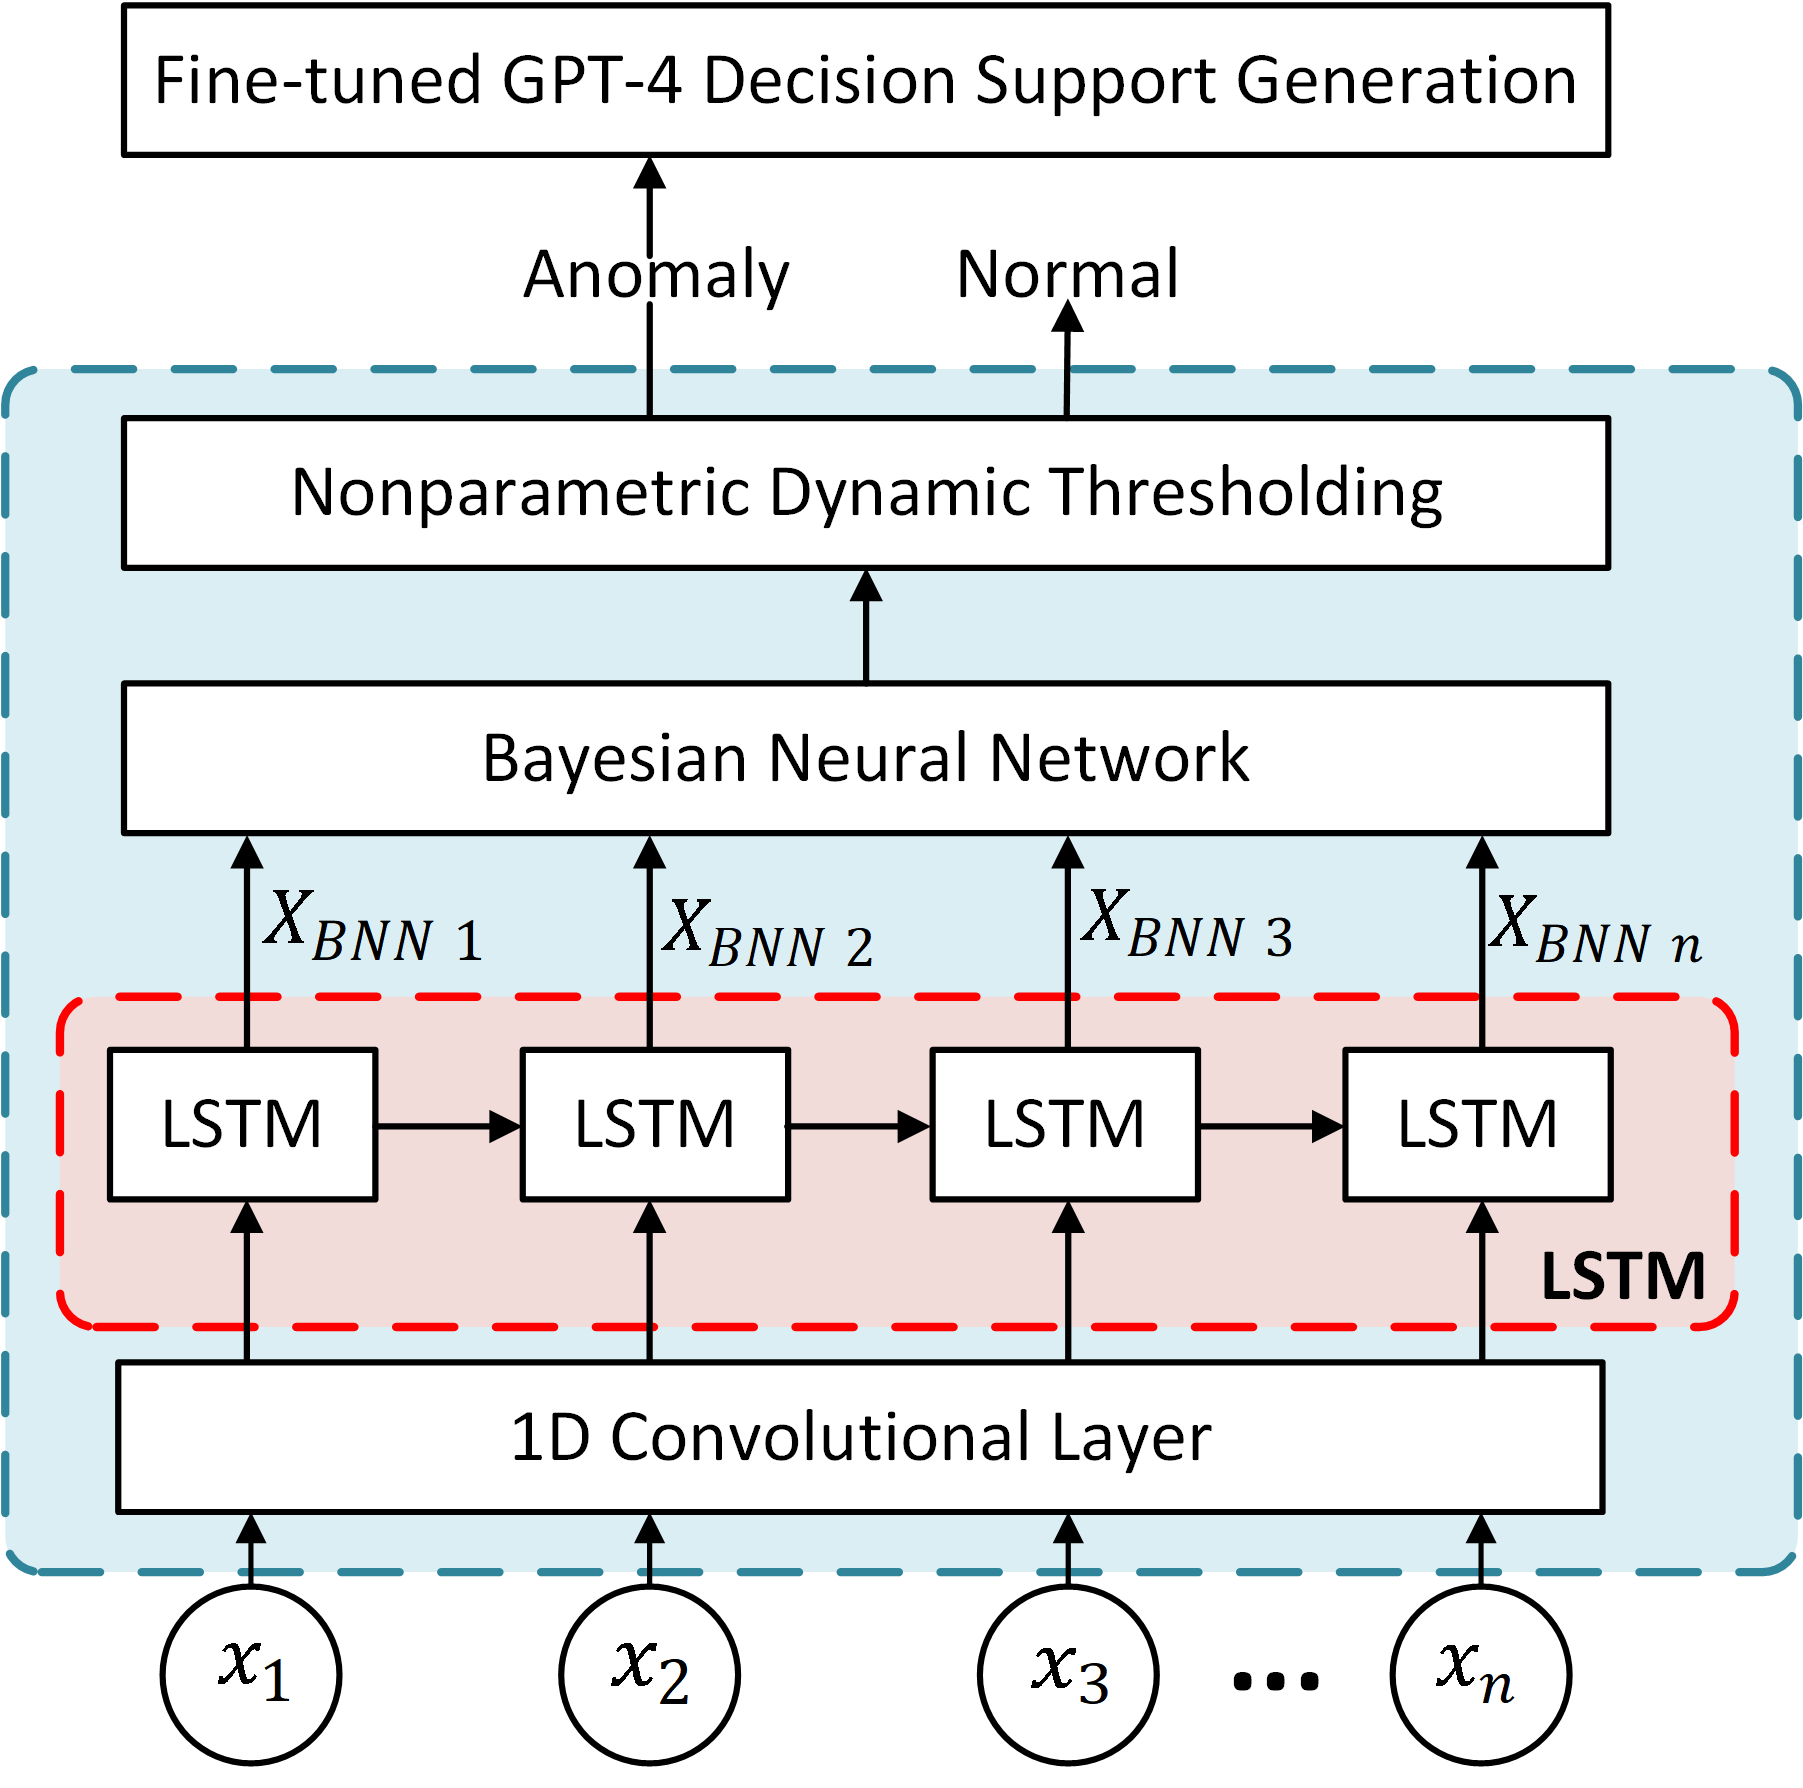 Fine-tuned GPT-4 Decision Support Generation
Anomaly Normal
Nonparametric Dynamic Thresholding
Bayesian Neural Network
X_{BNN 1} X_{BNN 2} X_{BNN 3} X_{BNN n}
LSTM LSTM LSTM LSTM
LSTM
1D Convolutional Layer
x_1 x_2 x_3 ... x_n